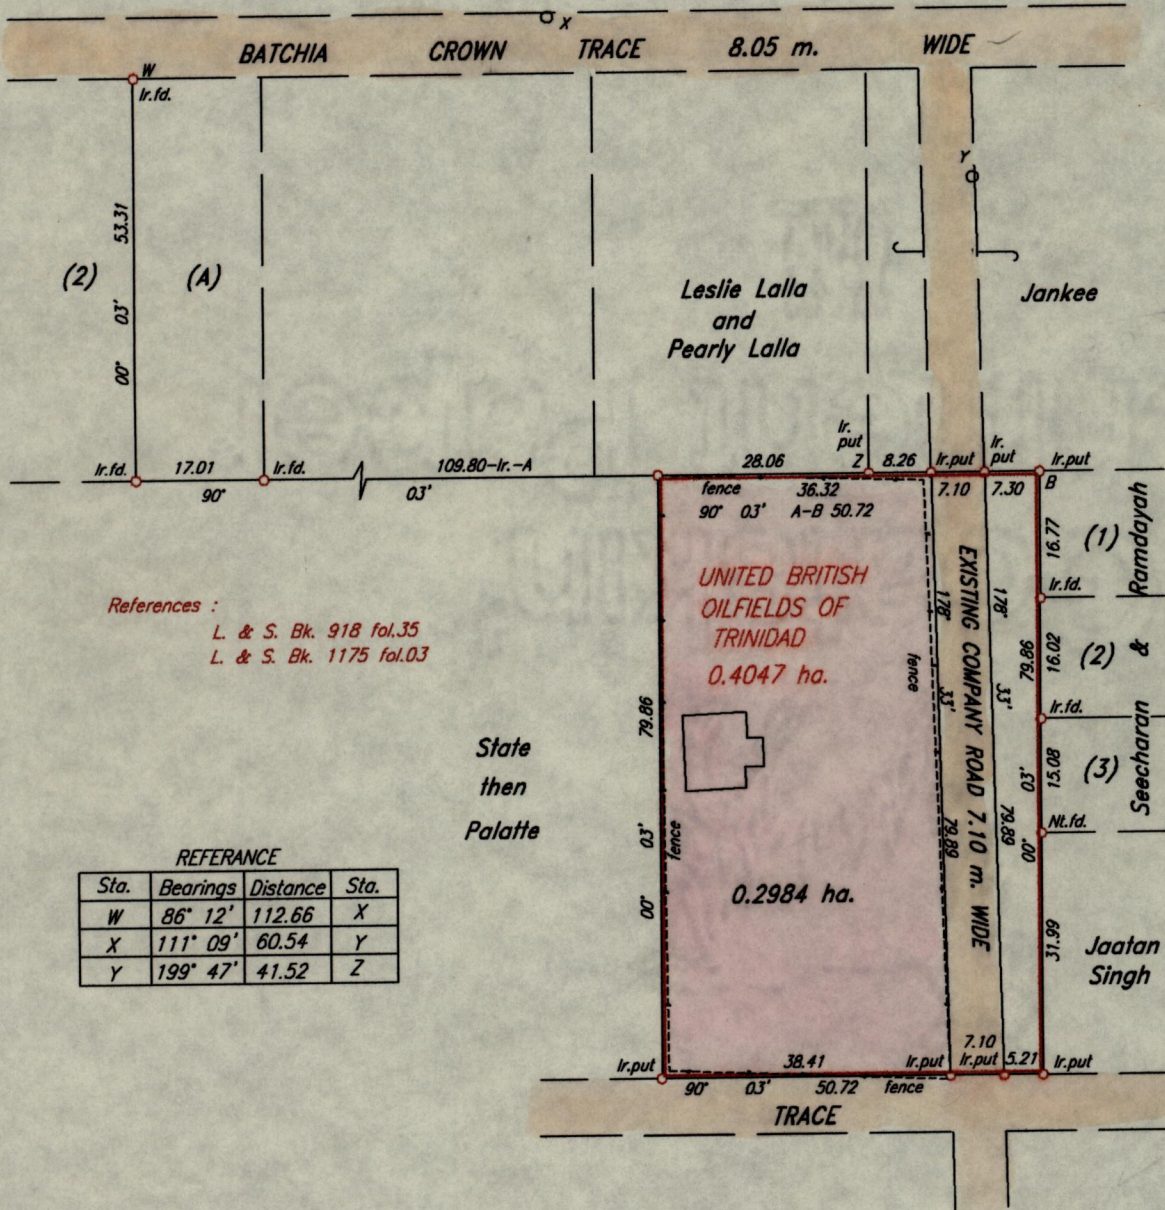 X
BATCHIA CROWN TRACE 8.05 m. WIDE
W
Ir.fd.
Y
53.31
03'
00°
(2)
(A)
Leslie Lalla
and
Pearly Lalla
Jankee
Ir.fd.
17.01
Ir.fd.
109.80-Ir.-A
90°
03'
28.06
Ir.
put
Z
8.26
Ir.put
Ir.
put
Ir.put
B
fence
36.32
7.10
7.30
90° 03' A-B 50.72
16.77
(1)
Ramdayah
Ir.fd.
UNITED BRITISH
OILFIELDS OF
TRINIDAD
0.4047 ha.
References :
L. & S. Bk. 918 fol.35
L. & S. Bk. 1175 fol.03
178°
33'
79.89
EXISTING COMPANY ROAD 7.10 m. WIDE
178°
33'
79.89
79.86
03'
00°
16.02
(2)
&
Ir.fd.
fence
15.08
(3)
Seecharan
Nt.fd.
79.86
03'
00°
fence
State
then
Palatte
0.2984 ha.
31.99
Jaatan
Singh
REFERANCE
Sta. Bearings Distance Sta.
W 86° 12' 112.66 X
X 111° 09' 60.54 Y
Y 199° 47' 41.52 Z
Ir.put
38.41
Ir.put
7.10
Ir.put
5.21
Ir.put
90° 03' 50.72 fence
TRACE